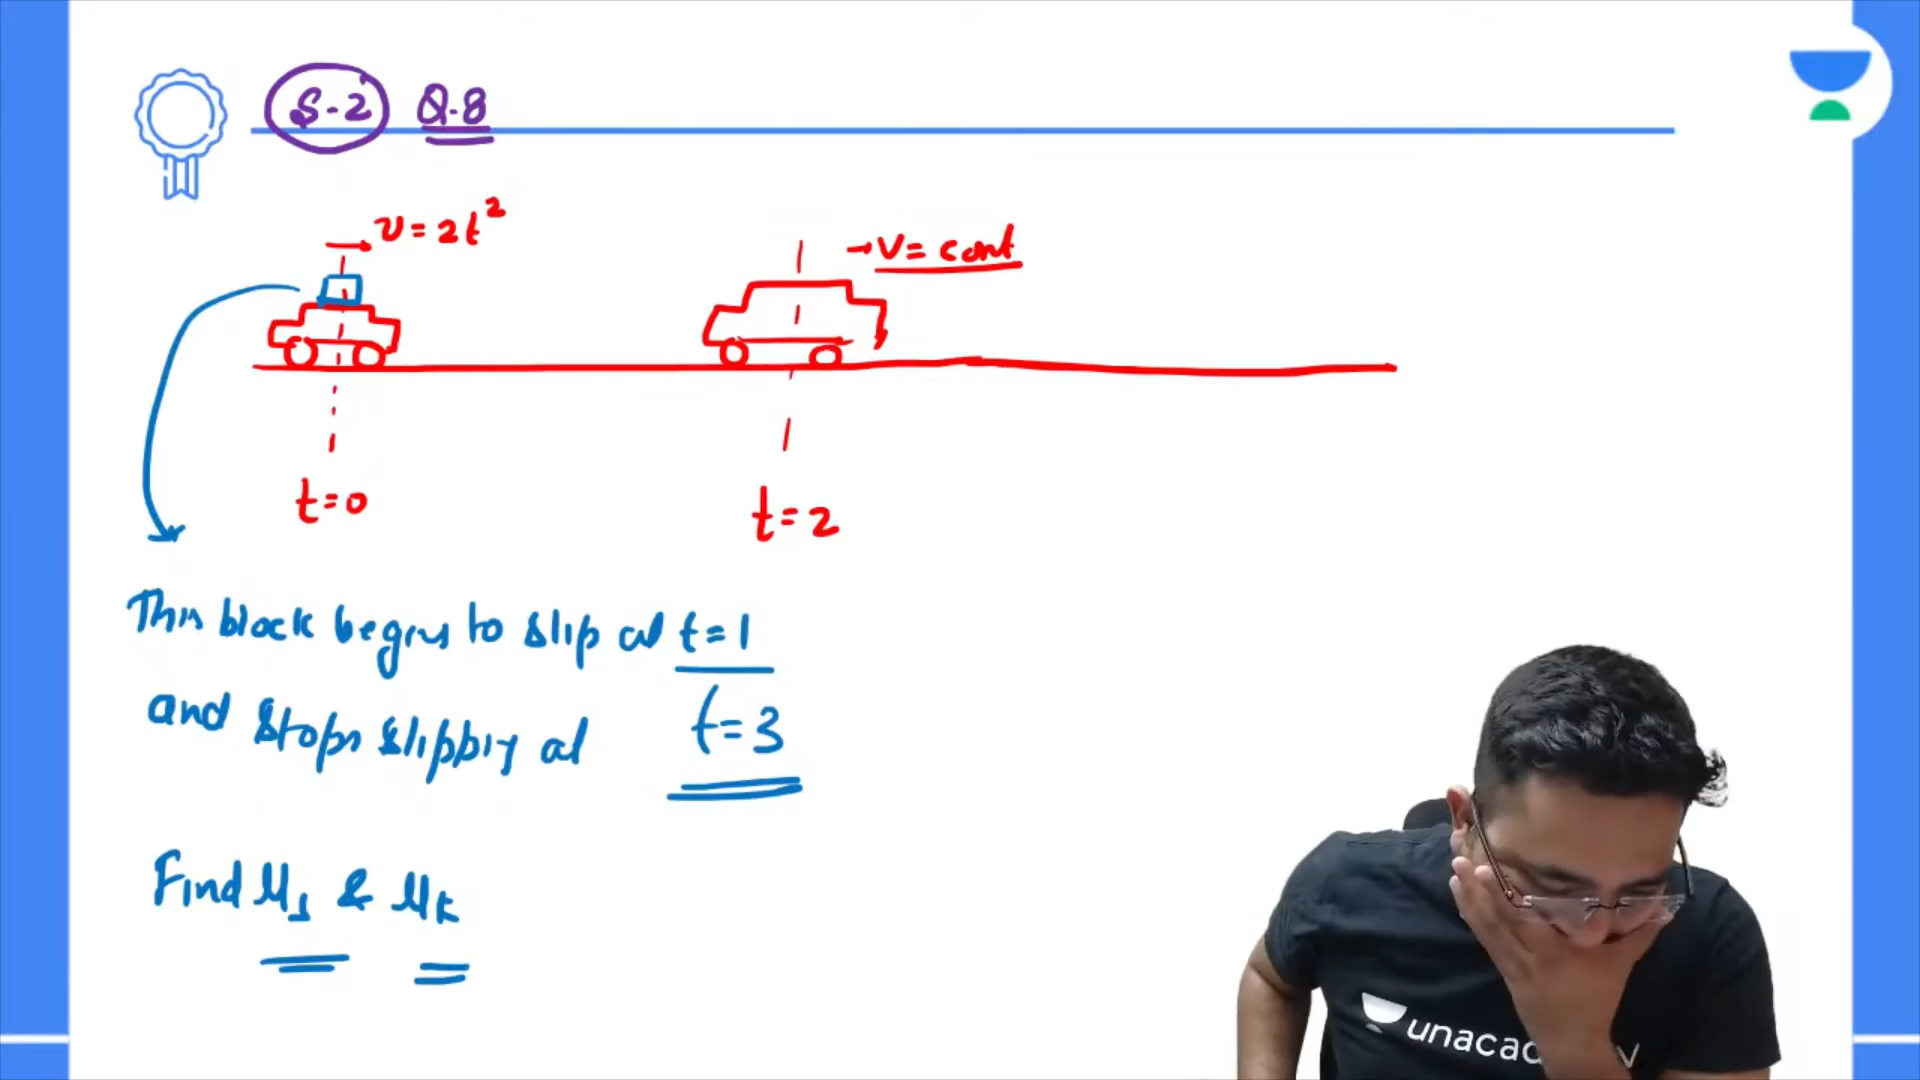 S-2 Q.8
v = 2t²
→ V = const
t=0
t = 2
This block begins to slip at t=1
and stops slipping at t=3
Find μs & μk
unacad